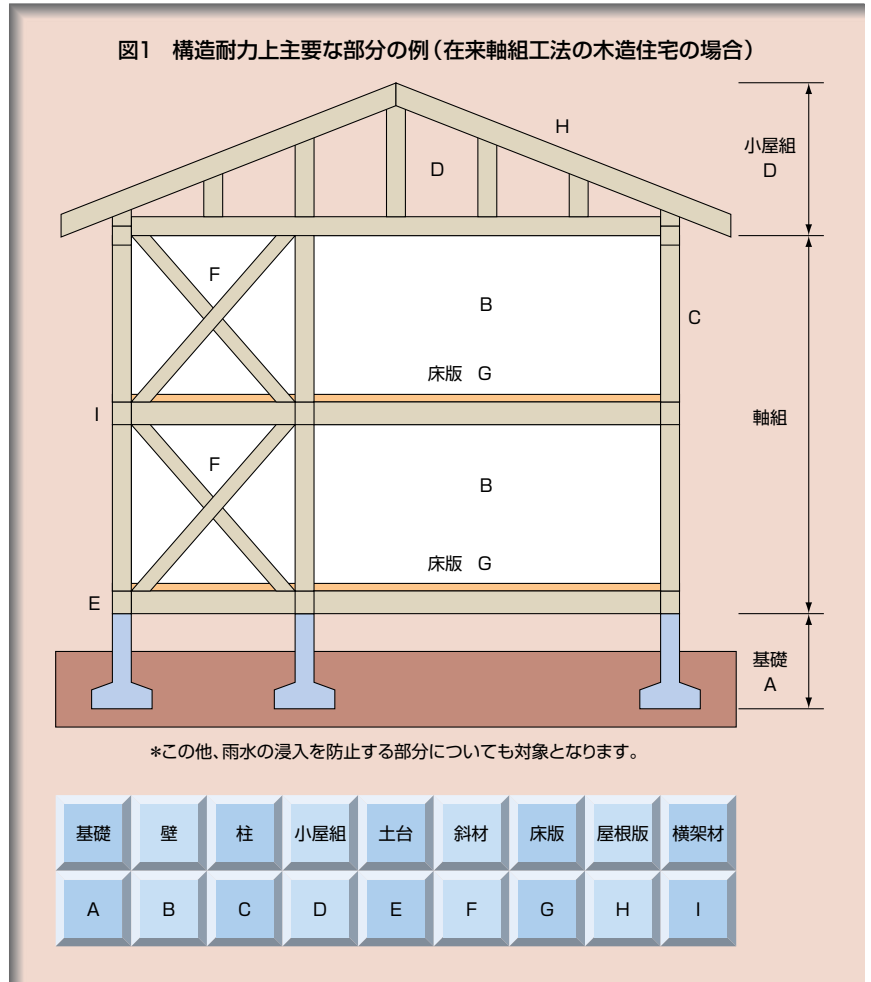 図1　構造耐力上主要な部分の例（在来軸組工法の木造住宅の場合）
H
小屋組
D
D
F
B
C
床版 G
I
軸組
F
B
床版 G
E
基礎
A
*この他、雨水の浸入を防止する部分についても対象となります。
基礎 壁 柱 小屋組 土台 斜材 床版 屋根版 横架材
A B C D E F G H I